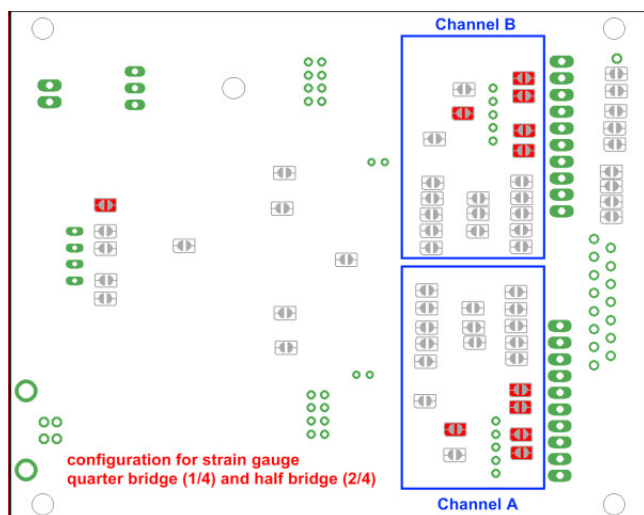 Channel B
configuration for strain gauge
quarter bridge (1/4) and half bridge (2/4)
Channel A